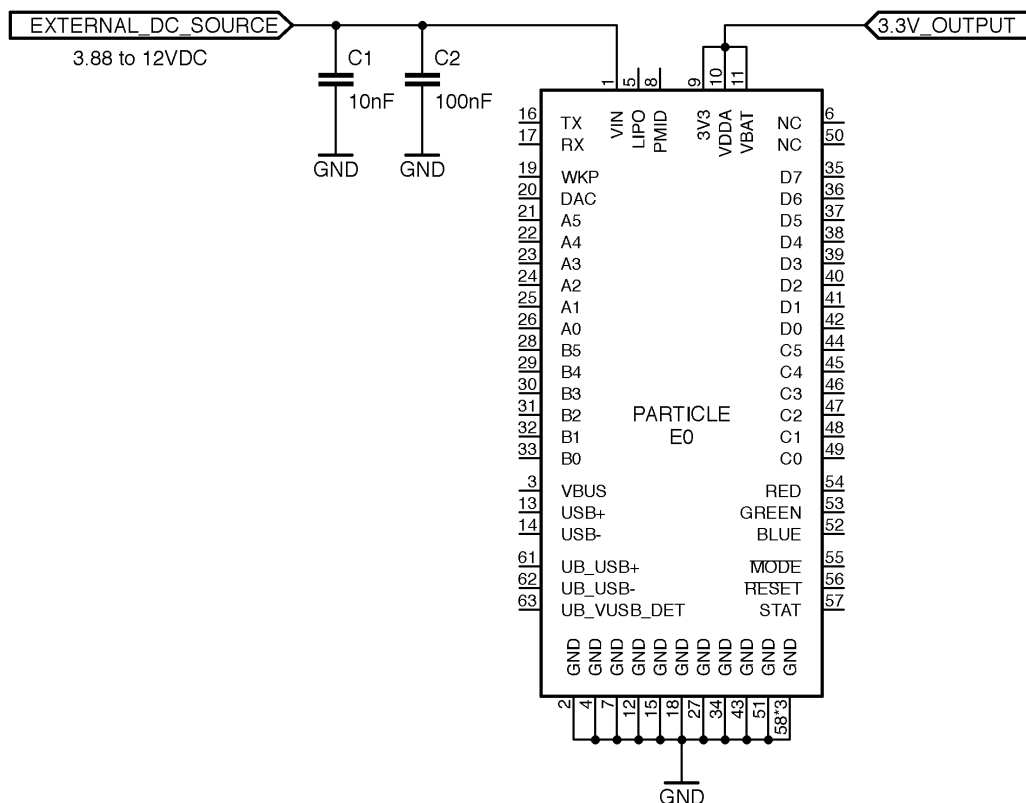 EXTERNAL_DC_SOURCE
3.3V_OUTPUT
3.88 to 12VDC
C1
C2
10nF
100nF
GND
GND
1
5
8
9
10
11
VIN
LIPO
PMID
3V3
VDDA
VBAT
16 TX
17 RX
19 WKP
20 DAC
21 A5
22 A4
23 A3
24 A2
25 A1
26 A0
28 B5
29 B4
30 B3
31 B2
32 B1
33 B0
3 VBUS
13 USB+
14 USB-
61 UB_USB+
62 UB_USB-
63 UB_VUSB_DET
PARTICLE
E0
NC 6
NC 50
D7 35
D6 36
D5 37
D4 38
D3 39
D2 40
D1 41
D0 42
C5 44
C4 45
C3 46
C2 47
C1 48
C0 49
RED 54
GREEN 53
BLUE 52
MODE 55
RESET 56
STAT 57
GND
GND
GND
GND
GND
GND
GND
GND
GND
GND
GND
2
4
7
12
15
18
27
34
43
51
58*3
GND